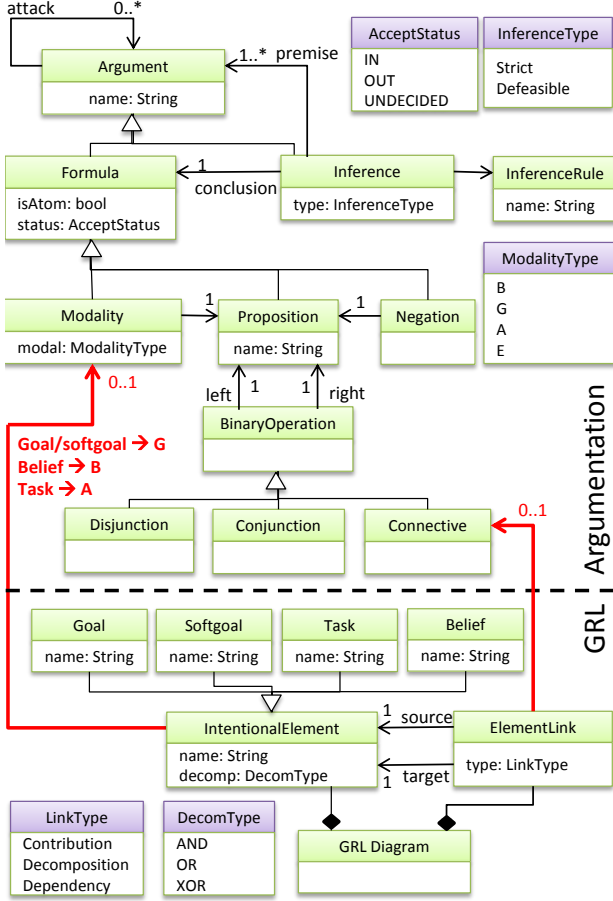 attack
0..*
Argument
name: String
1..* premise
AcceptStatus
IN
OUT
UNDECIDED
InferenceType
Strict
Defeasible
Formula
isAtom: bool
status: AcceptStatus
1
conclusion
Inference
type: InferenceType
InferenceRule
name: String
ModalityType
B
G
A
E
Modality
modal: ModalityType
1
Proposition
name: String
1
Negation
0..1
left
1
1
right
BinaryOperation
Goal/softgoal → G
Belief → B
Task → A
Disjunction
Conjunction
Connective
0..1
Argumentation
GRL
Goal
name: String
Softgoal
name: String
Task
name: String
Belief
name: String
IntentionalElement
name: String
decomp: DecomType
1 source
1 target
ElementLink
type: LinkType
LinkType
Contribution
Decomposition
Dependency
DecomType
AND
OR
XOR
GRL Diagram